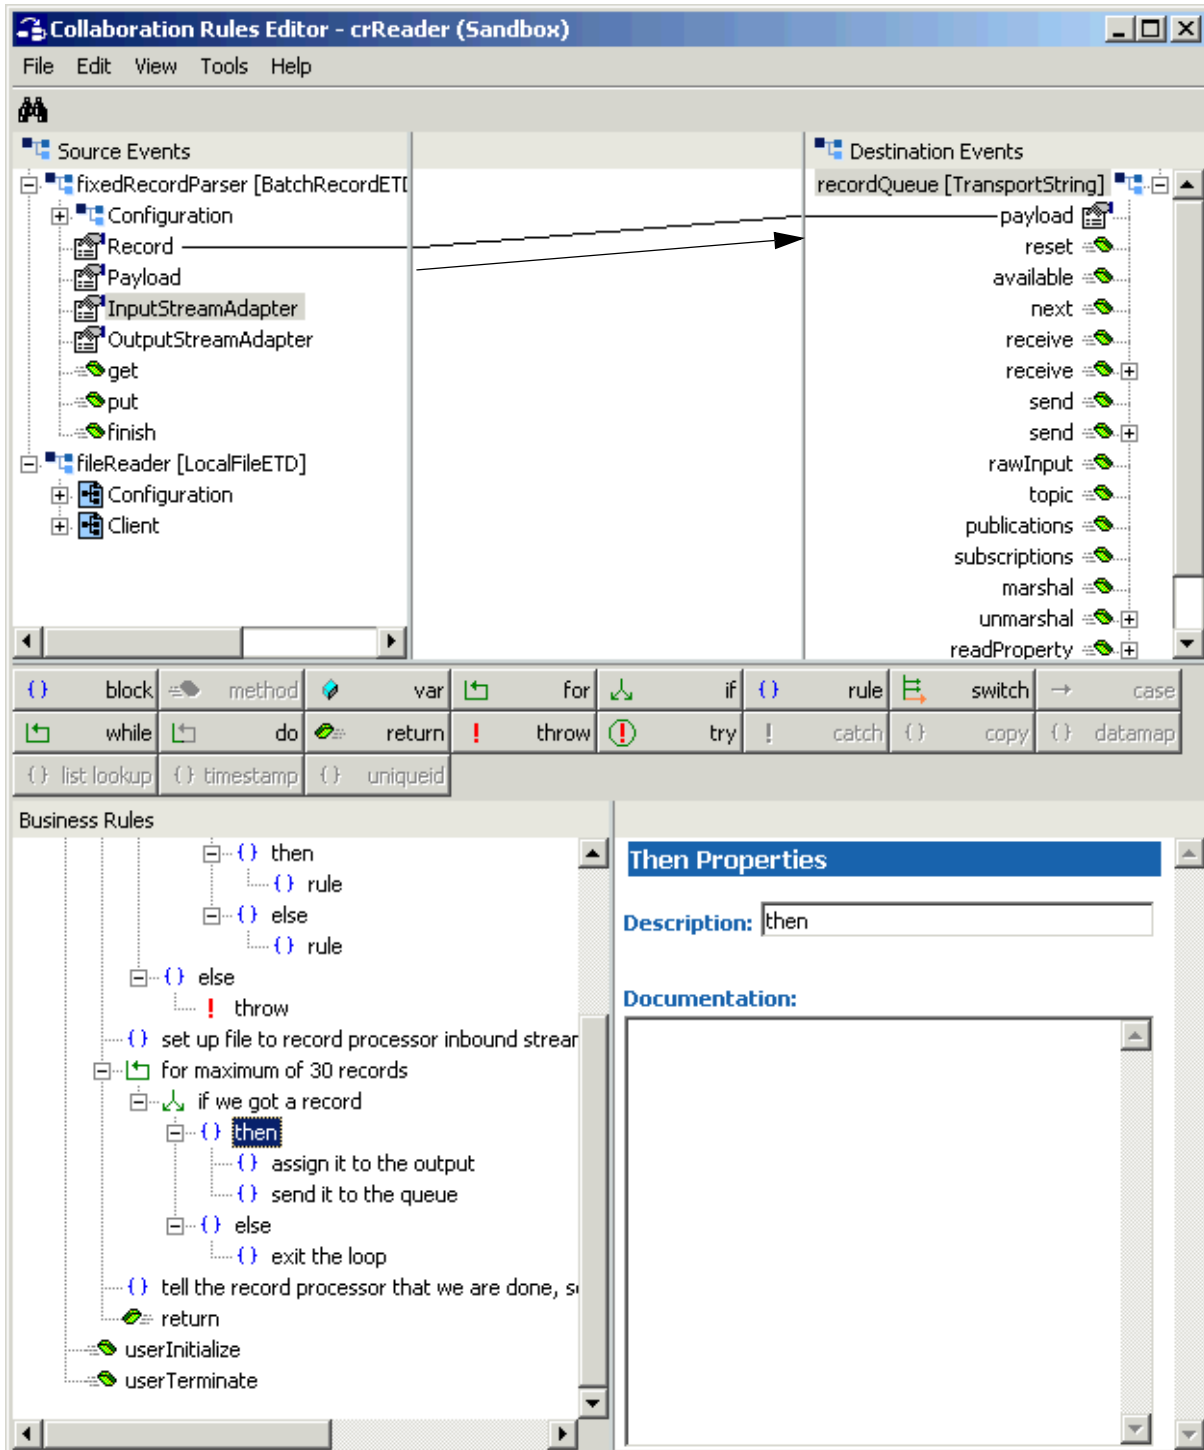 Collaboration Rules Editor - crReader (Sandbox)
File Edit View Tools Help
Source Events
Destination Events
fixedRecordParser [BatchRecordETD
recordQueue [TransportString]
Configuration
payload
Record
reset
Payload
available
InputStreamAdapter
next
OutputStreamAdapter
receive
get
receive
put
send
finish
send
fileReader [LocalFileETD]
rawInput
Configuration
topic
Client
publications
subscriptions
marshal
unmarshal
readProperty
{} block method var for if {} rule switch → case
while do return ! throw ! try ! catch {} copy {} datamap
{} list lookup {} timestamp {} uniqueid
Business Rules
{} then
{} rule
{} else
{} rule
{} else
! throw
{} set up file to record processor inbound strear
for maximum of 30 records
if we got a record
{} then
{} assign it to the output
{} send it to the queue
{} else
{} exit the loop
{} tell the record processor that we are done, s
return
userInitialize
userTerminate
Then Properties
Description: then
Documentation: